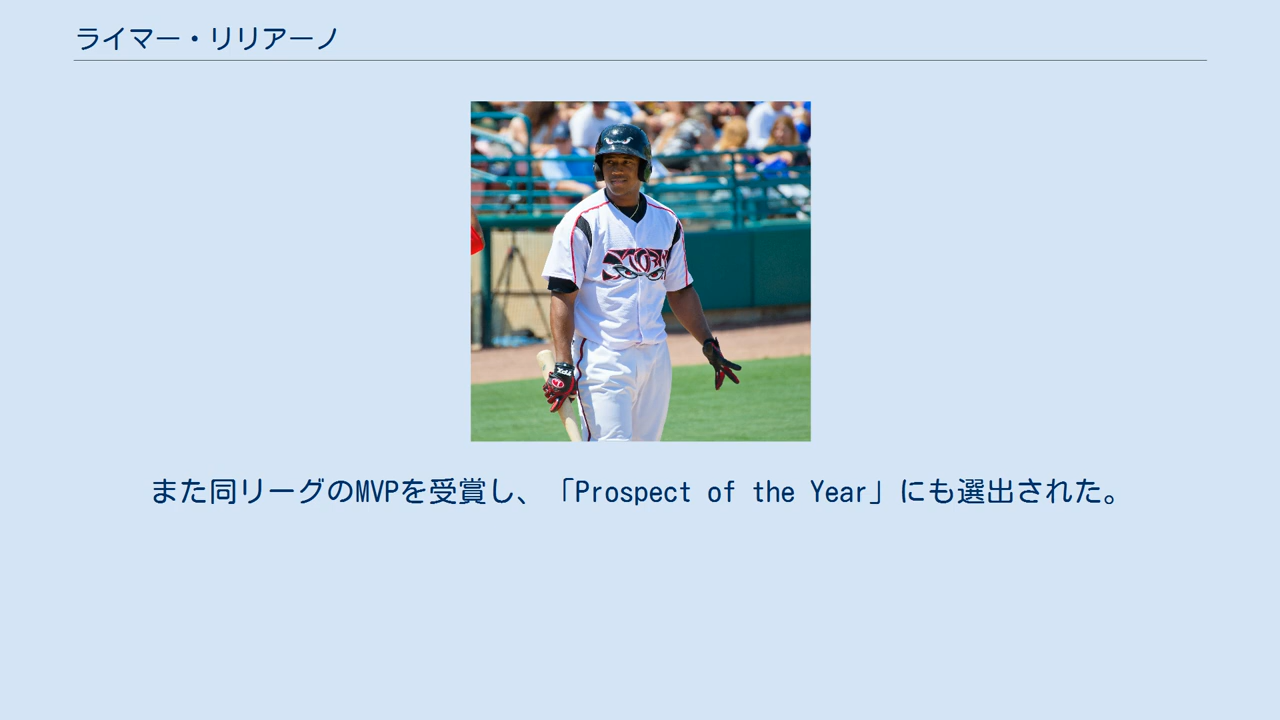 ライマー・リリアーノ
STORM
また同リーグのMVPを受賞し、「Prospect of the Year」にも選出された。